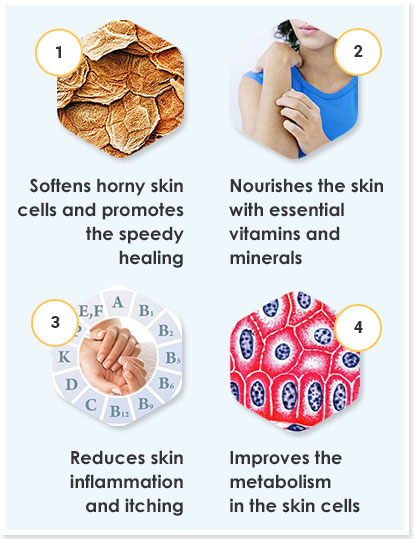 1
Softens horny skin
cells and promotes
the speedy
healing
2
Nourishes the skin
with essential
vitamins and
minerals
3
E,F
A
B1
B2
B5
B6
B9
B12
C
D
K
P
Reduces skin
inflammation
and itching
4
Improves the
metabolism
in the skin cells